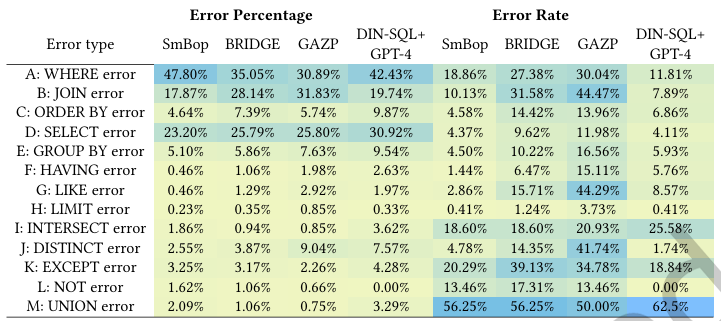 Error Percentage Error Rate
Error type SmBop BRIDGE GAZP DIN-SQL+ GPT-4 SmBop BRIDGE GAZP DIN-SQL+ GPT-4
A: WHERE error 47.80% 35.05% 30.89% 42.43% 18.86% 27.38% 30.04% 11.81%
B: JOIN error 17.87% 28.14% 31.83% 19.74% 10.13% 31.58% 44.47% 7.89%
C: ORDER BY error 4.64% 7.39% 5.74% 9.87% 4.58% 14.42% 13.96% 6.86%
D: SELECT error 23.20% 25.79% 25.80% 30.92% 4.37% 9.62% 11.98% 4.11%
E: GROUP BY error 5.10% 5.86% 7.63% 9.54% 4.50% 10.22% 16.56% 5.93%
F: HAVING error 0.46% 1.06% 1.98% 2.63% 1.44% 6.47% 15.11% 5.76%
G: LIKE error 0.46% 1.29% 2.92% 1.97% 2.86% 15.71% 44.29% 8.57%
H: LIMIT error 0.23% 0.35% 0.85% 0.33% 0.41% 1.24% 3.73% 0.41%
I: INTERSECT error 1.86% 0.94% 0.85% 3.62% 18.60% 18.60% 20.93% 25.58%
J: DISTINCT error 2.55% 3.87% 9.04% 7.57% 4.78% 14.35% 41.74% 1.74%
K: EXCEPT error 3.25% 3.17% 2.26% 4.28% 20.29% 39.13% 34.78% 18.84%
L: NOT error 1.62% 1.06% 0.66% 0.00% 13.46% 17.31% 13.46% 0.00%
M: UNION error 2.09% 1.06% 0.75% 3.29% 56.25% 56.25% 50.00% 62.5%